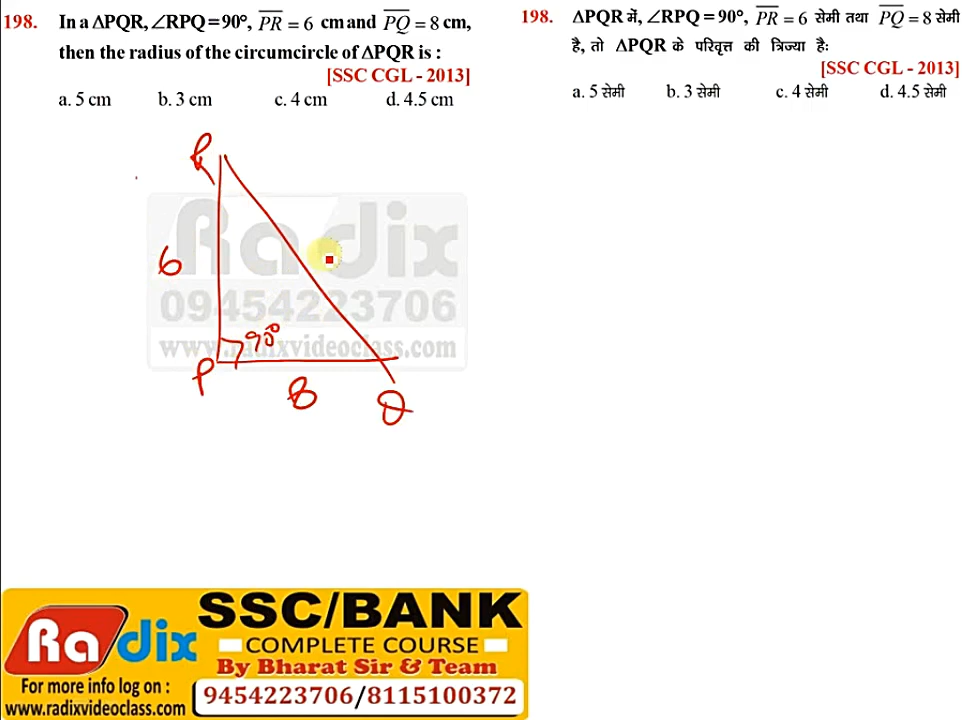 198. In a ΔPQR, ∠RPQ = 90°, PR = 6 cm and PQ = 8 cm,
then the radius of the circumcircle of ΔPQR is :
[SSC CGL - 2013]
a. 5 cm b. 3 cm c. 4 cm d. 4.5 cm
198. ΔPQR में, ∠RPQ = 90°, PR = 6 सेमी तथा PQ = 8 सेमी
है, तो ΔPQR के परिवृत्त की त्रिज्या है:
[SSC CGL - 2013]
a. 5 सेमी b. 3 सेमी c. 4 सेमी d. 4.5 सेमी
R
6
90°
P
8
Q
Radix
09454223706
www.radixvideoclass.com
Radix
For more info log on :
www.radixvideoclass.com
SSC/BANK
COMPLETE COURSE
By Bharat Sir & Team
9454223706/8115100372